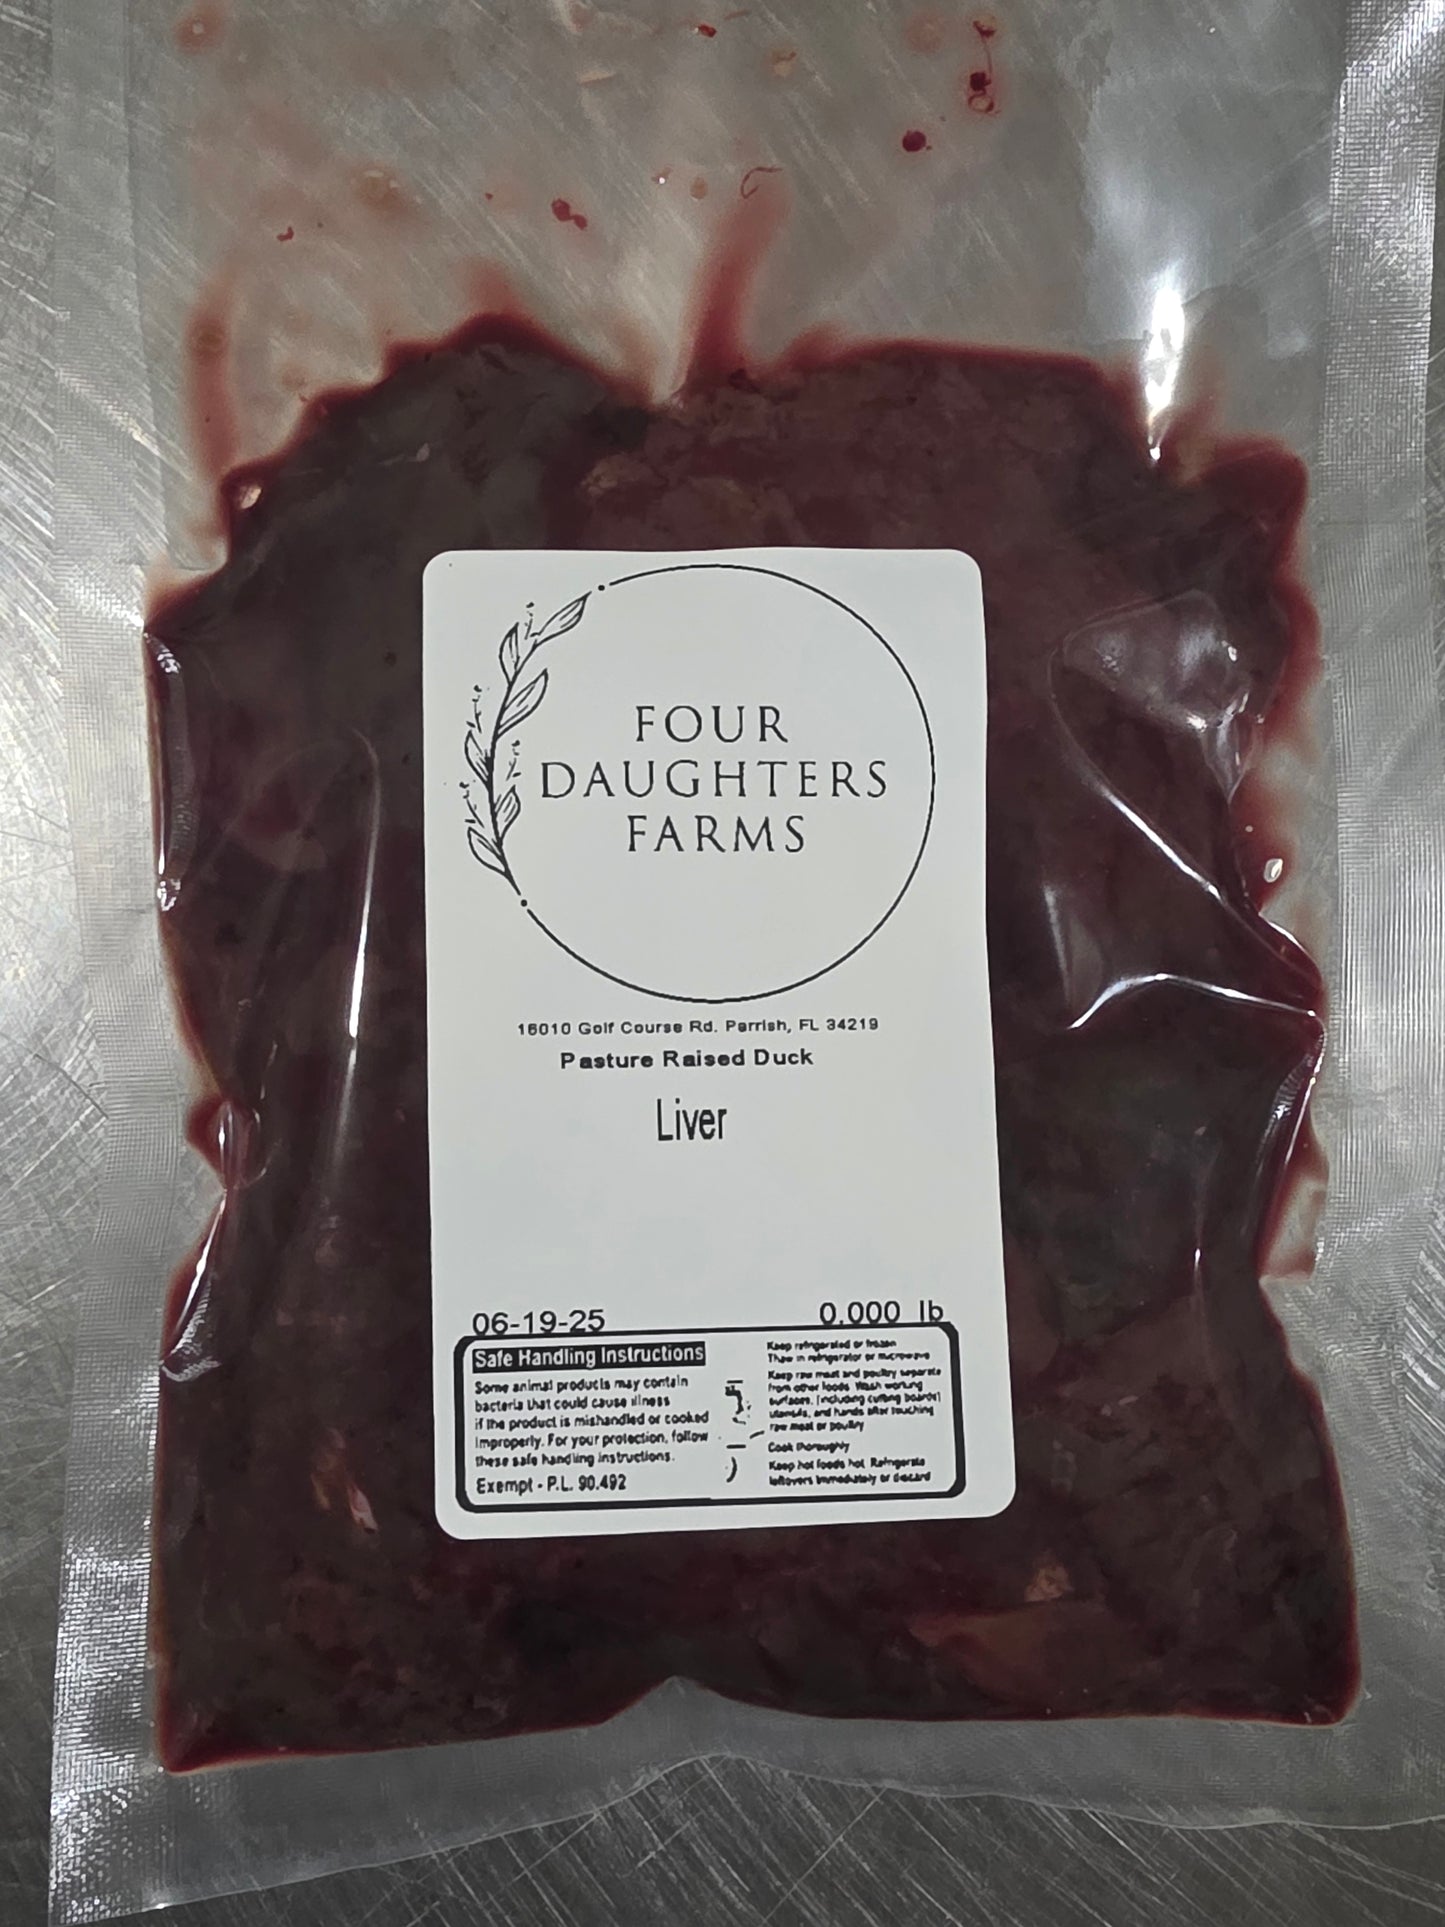 FOUR
DAUGHTERS
FARMS
16010 Golf Course Rd. Parrish, FL 34219
Pasture Raised Duck
Liver
06-19-25
0.000 lb
Safe Handling Instructions
Some animal products may contain
bacteria that could cause illness
if the product is mishandled or cooked
improperly. For your protection, follow
these safe handling instructions.
Exempt - P.L. 90.492
Keep refrigerated or frozen
Thaw in refrigerator or microwave
Keep raw meat and poultry separate
from other foods Wash working
surfaces, [including cutting boards]
utensils, and hands after touching
raw meat or poultry
Cook thoroughly
Keep hot foods hot Refrigerate
leftovers immediately or discard